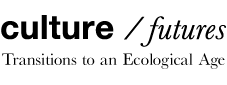 culture / futures
Transitions to an Ecological Age